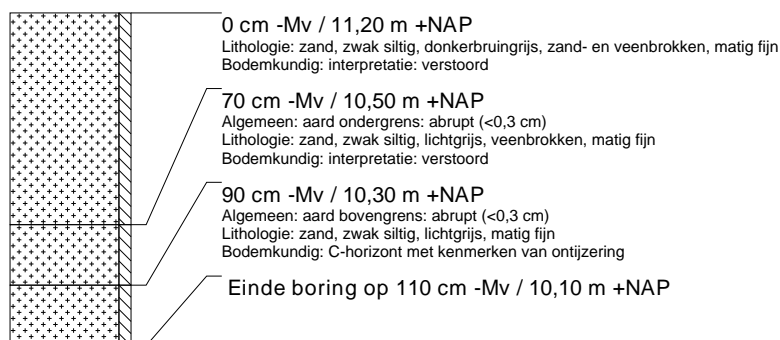 0 cm -Mv / 11,20 m +NAP
Lithologie: zand, zwak siltig, donkerbruingrijs, zand- en veenbrokken, matig fijn
Bodemkundig: interpretatie: verstoord
70 cm -Mv / 10,50 m +NAP
Algemeen: aard ondergrens: abrupt (<0,3 cm)
Lithologie: zand, zwak siltig, lichtgrijs, veenbrokken, matig fijn
Bodemkundig: interpretatie: verstoord
90 cm -Mv / 10,30 m +NAP
Algemeen: aard bovengrens: abrupt (<0,3 cm)
Lithologie: zand, zwak siltig, lichtgrijs, matig fijn
Bodemkundig: C-horizont met kenmerken van ontijzering
Einde boring op 110 cm -Mv / 10,10 m +NAP